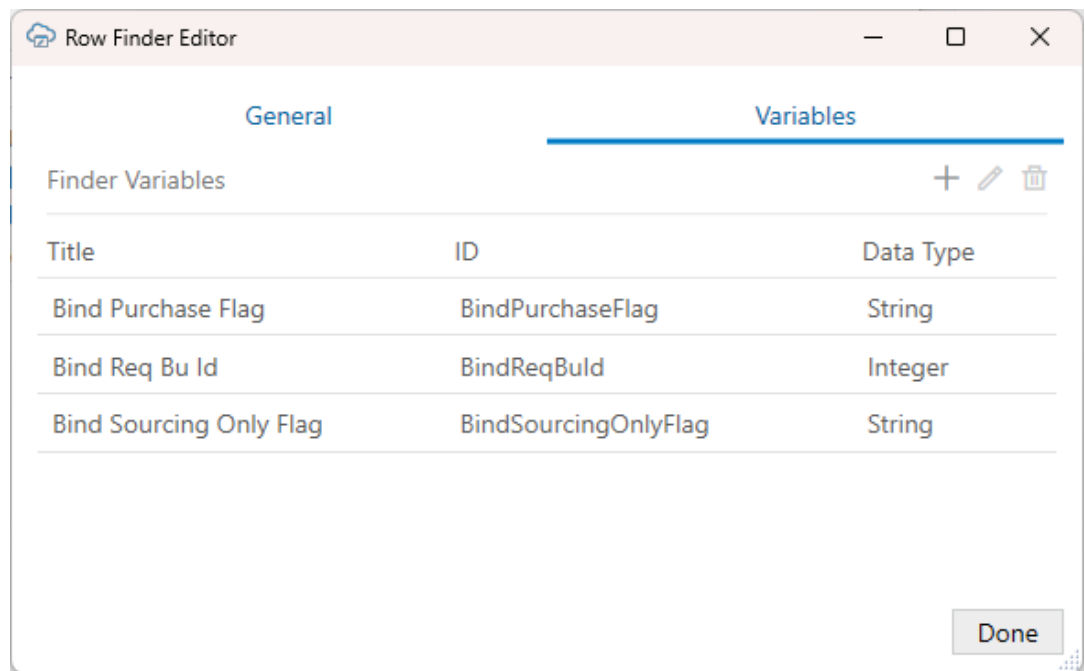 Row Finder Editor
General Variables
Finder Variables
Title ID Data Type
Bind Purchase Flag BindPurchaseFlag String
Bind Req Bu Id BindReqBuId Integer
Bind Sourcing Only Flag BindSourcingOnlyFlag String
Done